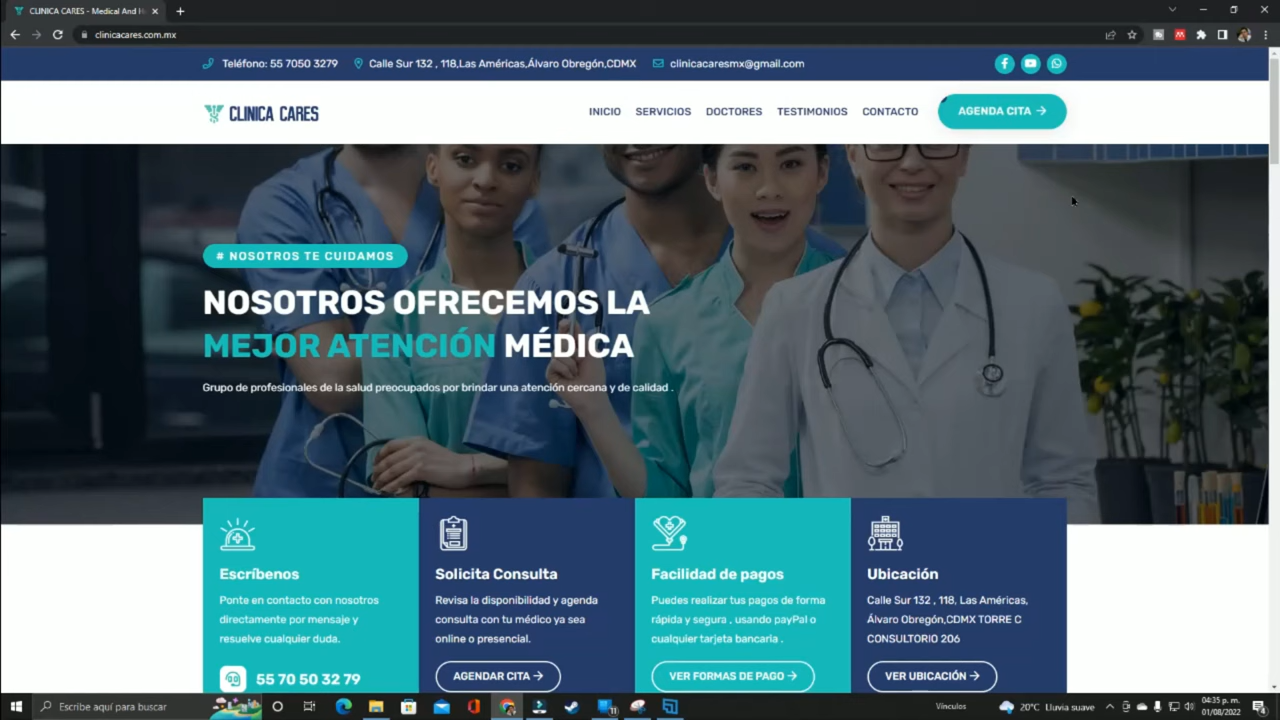 CLINICA CARES - Medical And H
clinicacares.com.mx
Teléfono: 55 7050 3279
Calle Sur 132 , 118,Las Américas,Álvaro Obregón,CDMX
clinicacaresmx@gmail.com
CLINICA CARES
INICIO
SERVICIOS
DOCTORES
TESTIMONIOS
CONTACTO
AGENDA CITA →
# NOSOTROS TE CUIDAMOS
NOSOTROS OFRECEMOS LA
MEJOR ATENCIÓN MÉDICA
Grupo de profesionales de la salud preocupados por brindar una atención cercana y de calidad .
Escríbenos
Ponte en contacto con nosotros
directamente por mensaje y
resuelve cualquier duda.
55 70 50 32 79
Solicita Consulta
Revisa la disponibilidad y agenda
consulta con tu médico ya sea
online o presencial.
AGENDAR CITA →
Facilidad de pagos
Puedes realizar tus pagos de forma
rápida y segura , usando payPal o
cualquier tarjeta bancaria .
VER FORMAS DE PAGO →
Ubicación
Calle Sur 132 , 118, Las Américas,
Álvaro Obregón,CDMX TORRE C
CONSULTORIO 206
VER UBICACIÓN →
Escribe aquí para buscar
Vínculos
20°C Lluvia suave
04:35 p. m.
01/08/2022